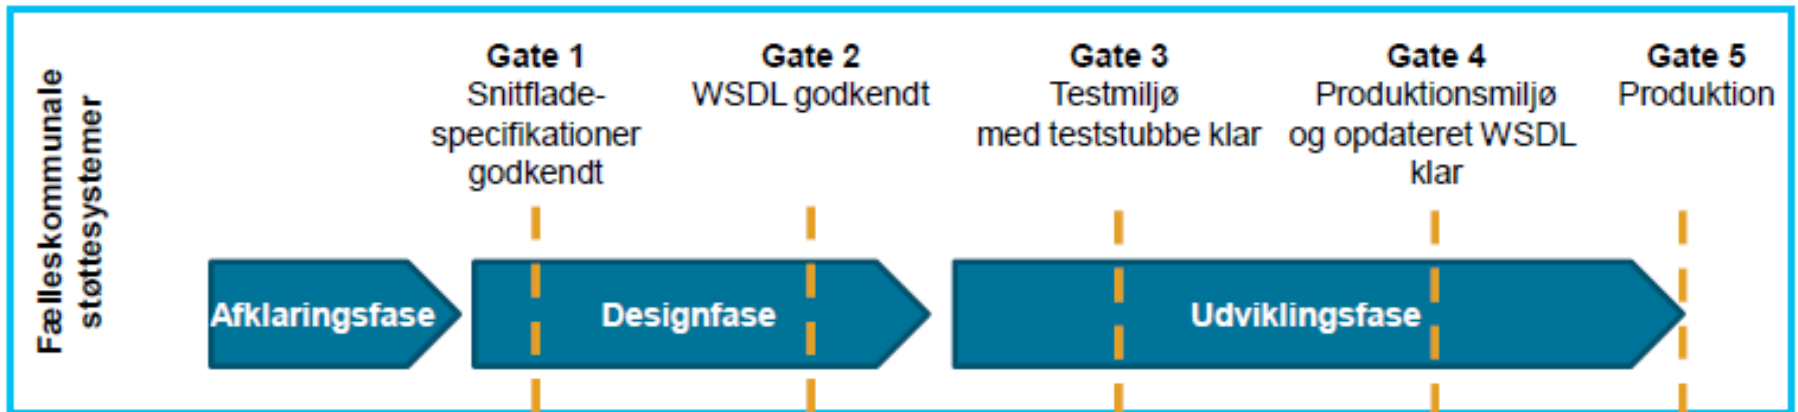 Fælleskommunale
støttesystemer
Gate 1
Snitflade-
specifikationer
godkendt
Gate 2
WSDL godkendt
Gate 3
Testmiljø
med teststubbe klar
Gate 4
Produktionsmiljø
og opdateret WSDL
klar
Gate 5
Produktion
Afklaringsfase
Designfase
Udviklingsfase